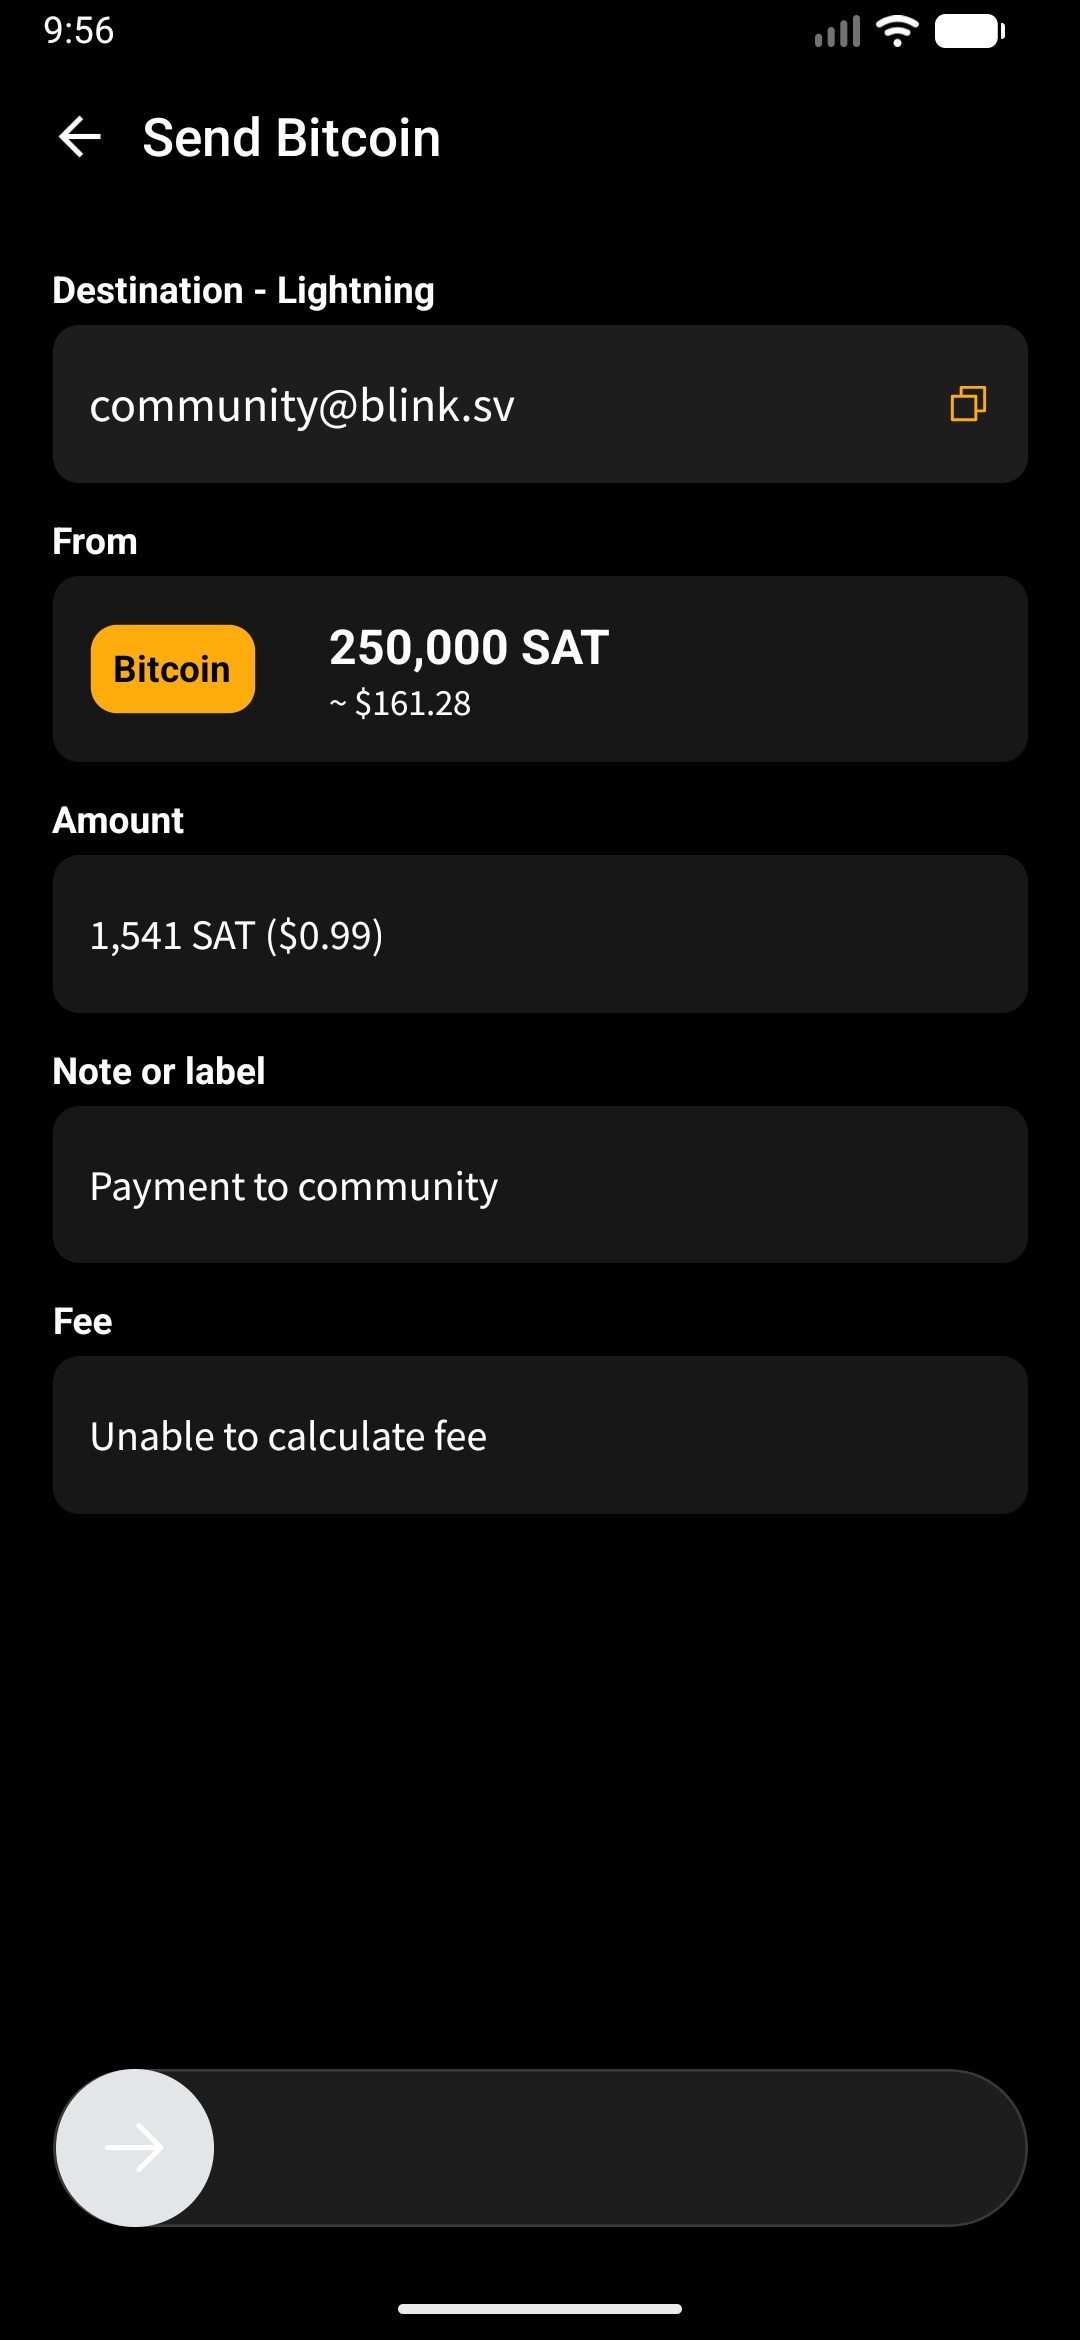 9:56
Send Bitcoin
Destination - Lightning
community@blink.sv
From
Bitcoin
250,000 SAT
~ $161.28
Amount
1,541 SAT ($0.99)
Note or label
Payment to community
Fee
Unable to calculate fee